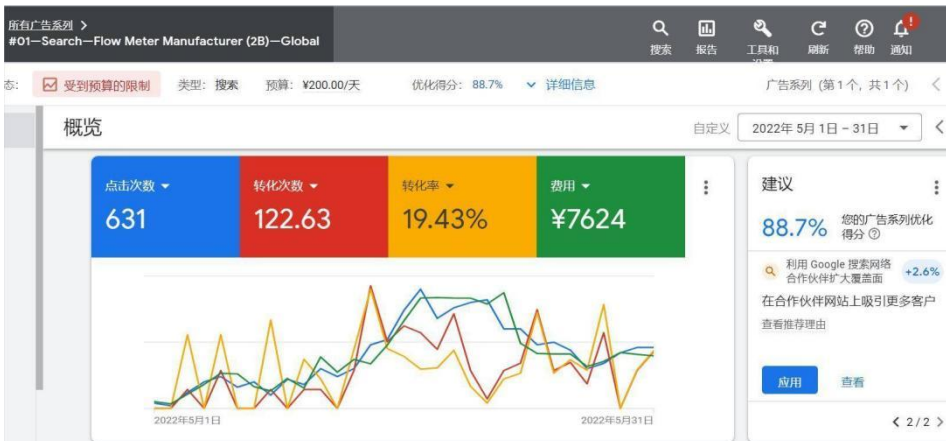 所有广告系列 >
#01—Search—Flow Meter Manufacturer (2B)—Global
搜索
报告
工具和
设置
刷新
帮助
通知
态:
受到预算的限制
类型: 搜索
预算: ¥200.00/天
优化得分: 88.7%
详细信息
广告系列 (第1个, 共1个)
概览
自定义
2022年 5月 1日 – 31日
点击次数
631
转化次数
122.63
转化率
19.43%
费用
¥7624
2022年5月1日
2022年5月31日
建议
88.7%
您的广告系列优化
得分
利用 Google 搜索网络
合作伙伴扩大覆盖面
+2.6%
在合作伙伴网站上吸引更多客户
查看推荐理由
应用
查看
< 2 / 2 >